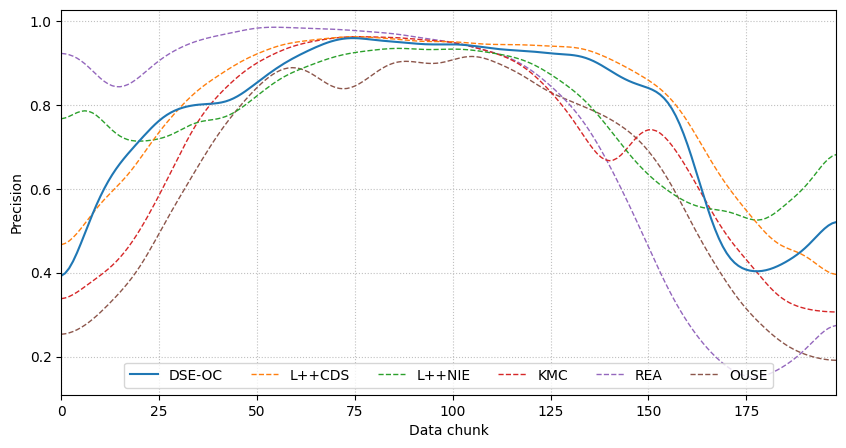 1.0
0.8
0.6
0.4
0.2
Precision
DSE-OC L++CDS L++NIE KMC REA OUSE
0 25 50 75 100 125 150 175
Data chunk